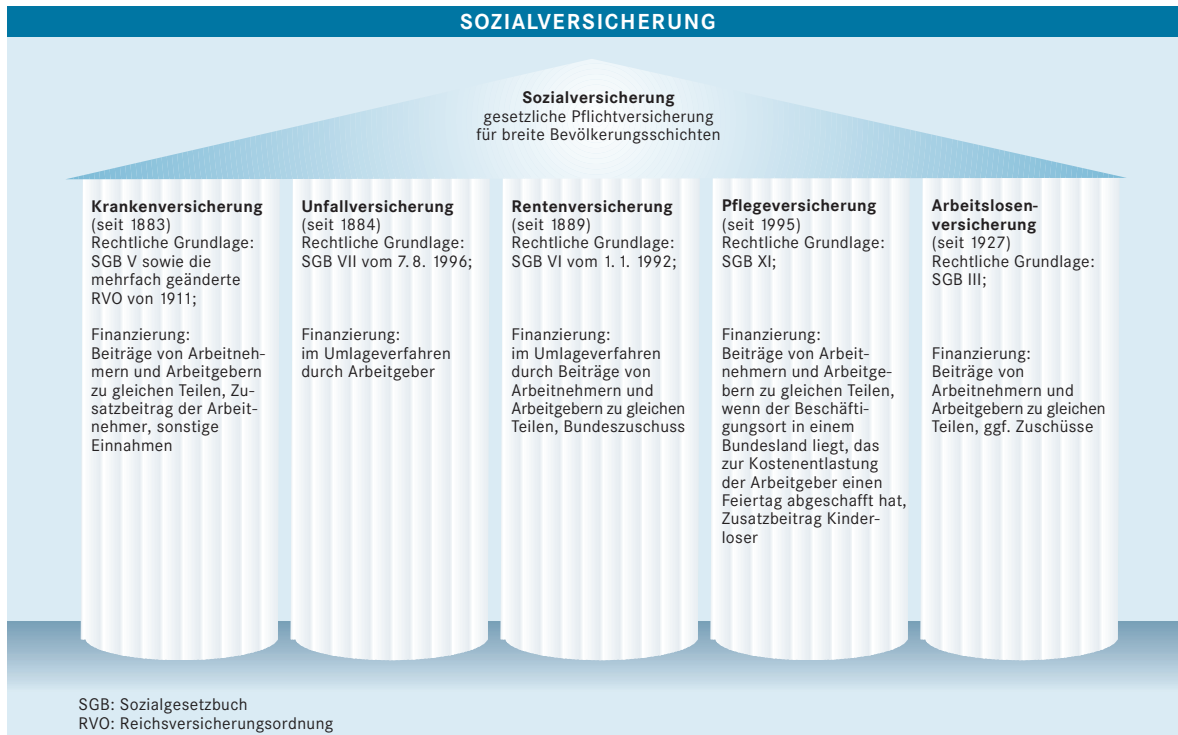 SOZIALVERSICHERUNG
Sozialversicherung
gesetzliche Pflichtversicherung
für breite Bevölkerungsschichten
Krankenversicherung
(seit 1883)
Rechtliche Grundlage:
SGB V sowie die
mehrfach geänderte
RVO von 1911;
Finanzierung:
Beiträge von Arbeitneh-
mern und Arbeitgebern
zu gleichen Teilen, Zu-
satzbeitrag der Arbeit-
nehmer, sonstige
Einnahmen
Unfallversicherung
(seit 1884)
Rechtliche Grundlage:
SGB VII vom 7. 8. 1996;
Finanzierung:
im Umlageverfahren
durch Arbeitgeber
Rentenversicherung
(seit 1889)
Rechtliche Grundlage:
SGB VI vom 1. 1. 1992;
Finanzierung:
im Umlageverfahren
durch Beiträge von
Arbeitnehmern und
Arbeitgebern zu gleichen
Teilen, Bundeszuschuss
Pflegeversicherung
(seit 1995)
Rechtliche Grundlage:
SGB XI;
Finanzierung:
Beiträge von Arbeit-
nehmern und Arbeitge-
bern zu gleichen Teilen,
wenn der Beschäfti-
gungsort in einem
Bundesland liegt, das
zur Kostenentlastung
der Arbeitgeber einen
Feiertag abgeschafft hat,
Zusatzbeitrag Kinder-
loser
Arbeitslosen-
versicherung
(seit 1927)
Rechtliche Grundlage:
SGB III;
Finanzierung:
Beiträge von
Arbeitnehmern und
Arbeitgebern zu gleichen
Teilen, ggf. Zuschüsse
SGB: Sozialgesetzbuch
RVO: Reichsversicherungsordnung